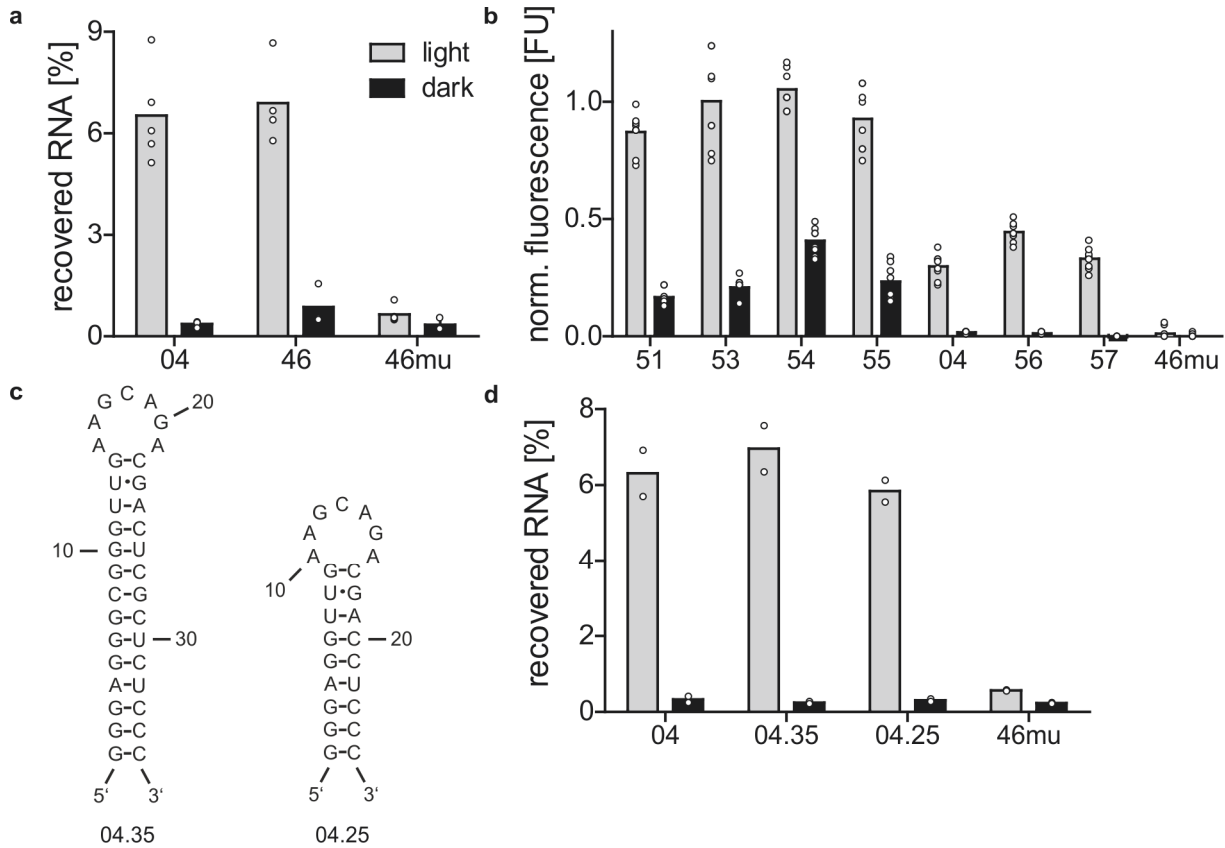 a
recovered RNA [%]
9
6
3
0
light
dark
04 46 46mu
b
norm. fluorescence [FU]
1.0
0.5
0.0
51 53 54 55 04 56 57 46mu
c
G C A
A G 20
A A
G-C
U•G
U-A
G-C
10 G-U
G-C
C-G
G-C
G-U 30
G-C
A-U
G-C
G-C
G-C
5' 3'
04.35
G C A
A G
10 A A
G-C
U•G
U-A
G-C 20
G-C
A-U
G-C
G-C
G-C
5' 3'
04.25
d
recovered RNA [%]
8
6
4
2
0
04 04.35 04.25 46mu